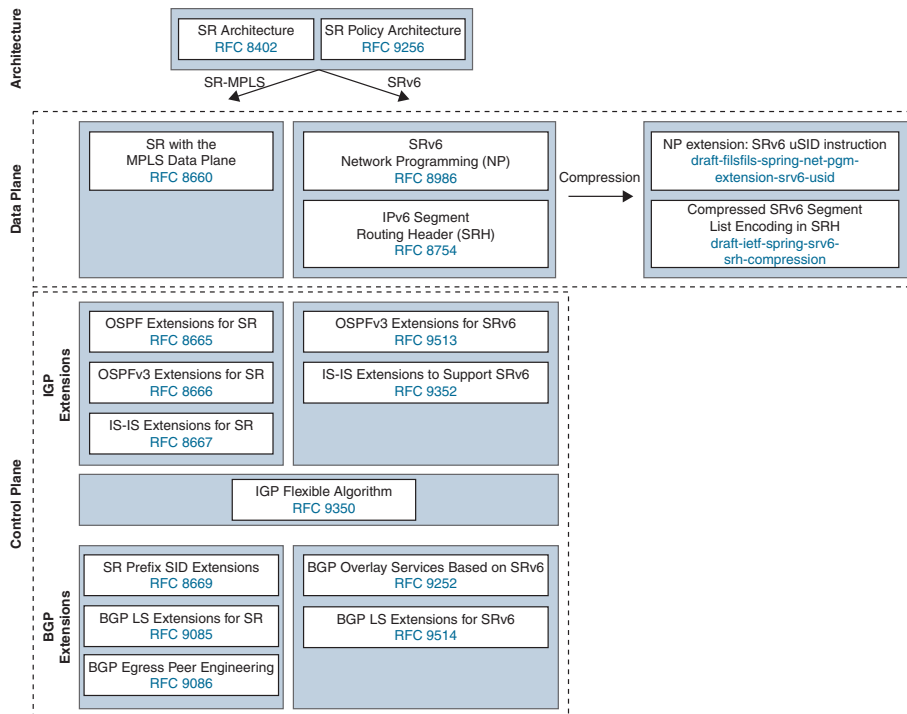 Architecture
SR Architecture
RFC 8402
SR Policy Architecture
RFC 9256
SR-MPLS
SRv6
Data Plane
SR with the
MPLS Data Plane
RFC 8660
SRv6
Network Programming (NP)
RFC 8986
IPv6 Segment
Routing Header (SRH)
RFC 8754
Compression
NP extension: SRv6 uSID instruction
draft-filsfils-spring-net-pgm-
extension-srv6-usid
Compressed SRv6 Segment
List Encoding in SRH
draft-ietf-spring-srv6-
srh-compression
Control Plane
IGP
Extensions
OSPF Extensions for SR
RFC 8665
OSPFv3 Extensions for SR
RFC 8666
IS-IS Extensions for SR
RFC 8667
OSPFv3 Extensions for SRv6
RFC 9513
IS-IS Extensions to Support SRv6
RFC 9352
IGP Flexible Algorithm
RFC 9350
BGP
Extensions
SR Prefix SID Extensions
RFC 8669
BGP LS Extensions for SR
RFC 9085
BGP Egress Peer Engineering
RFC 9086
BGP Overlay Services Based on SRv6
RFC 9252
BGP LS Extensions for SRv6
RFC 9514